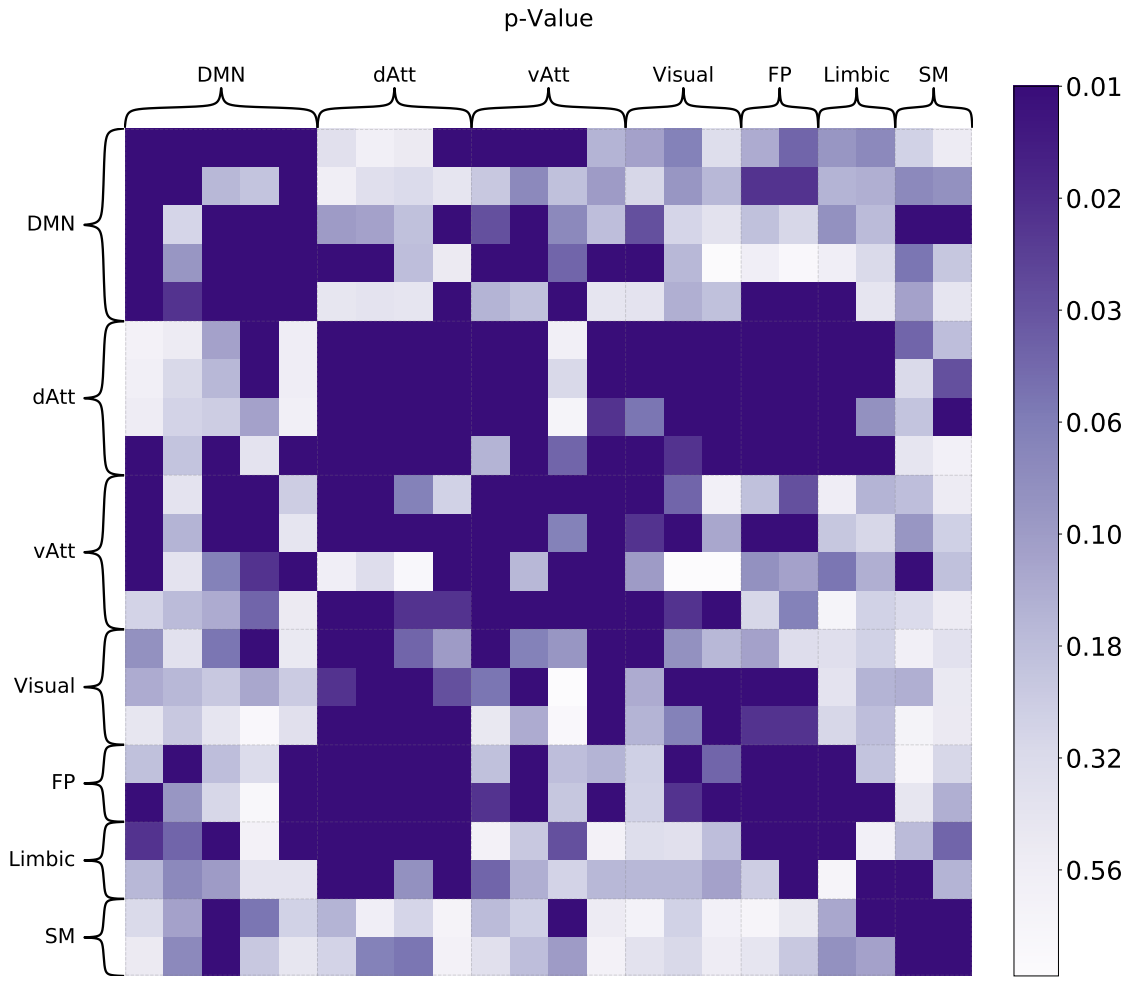 p-Value
DMN dAtt vAtt Visual FP Limbic SM
DMN
dAtt
vAtt
Visual
FP
Limbic
SM
0.01
0.02
0.03
0.06
0.10
0.18
0.32
0.56